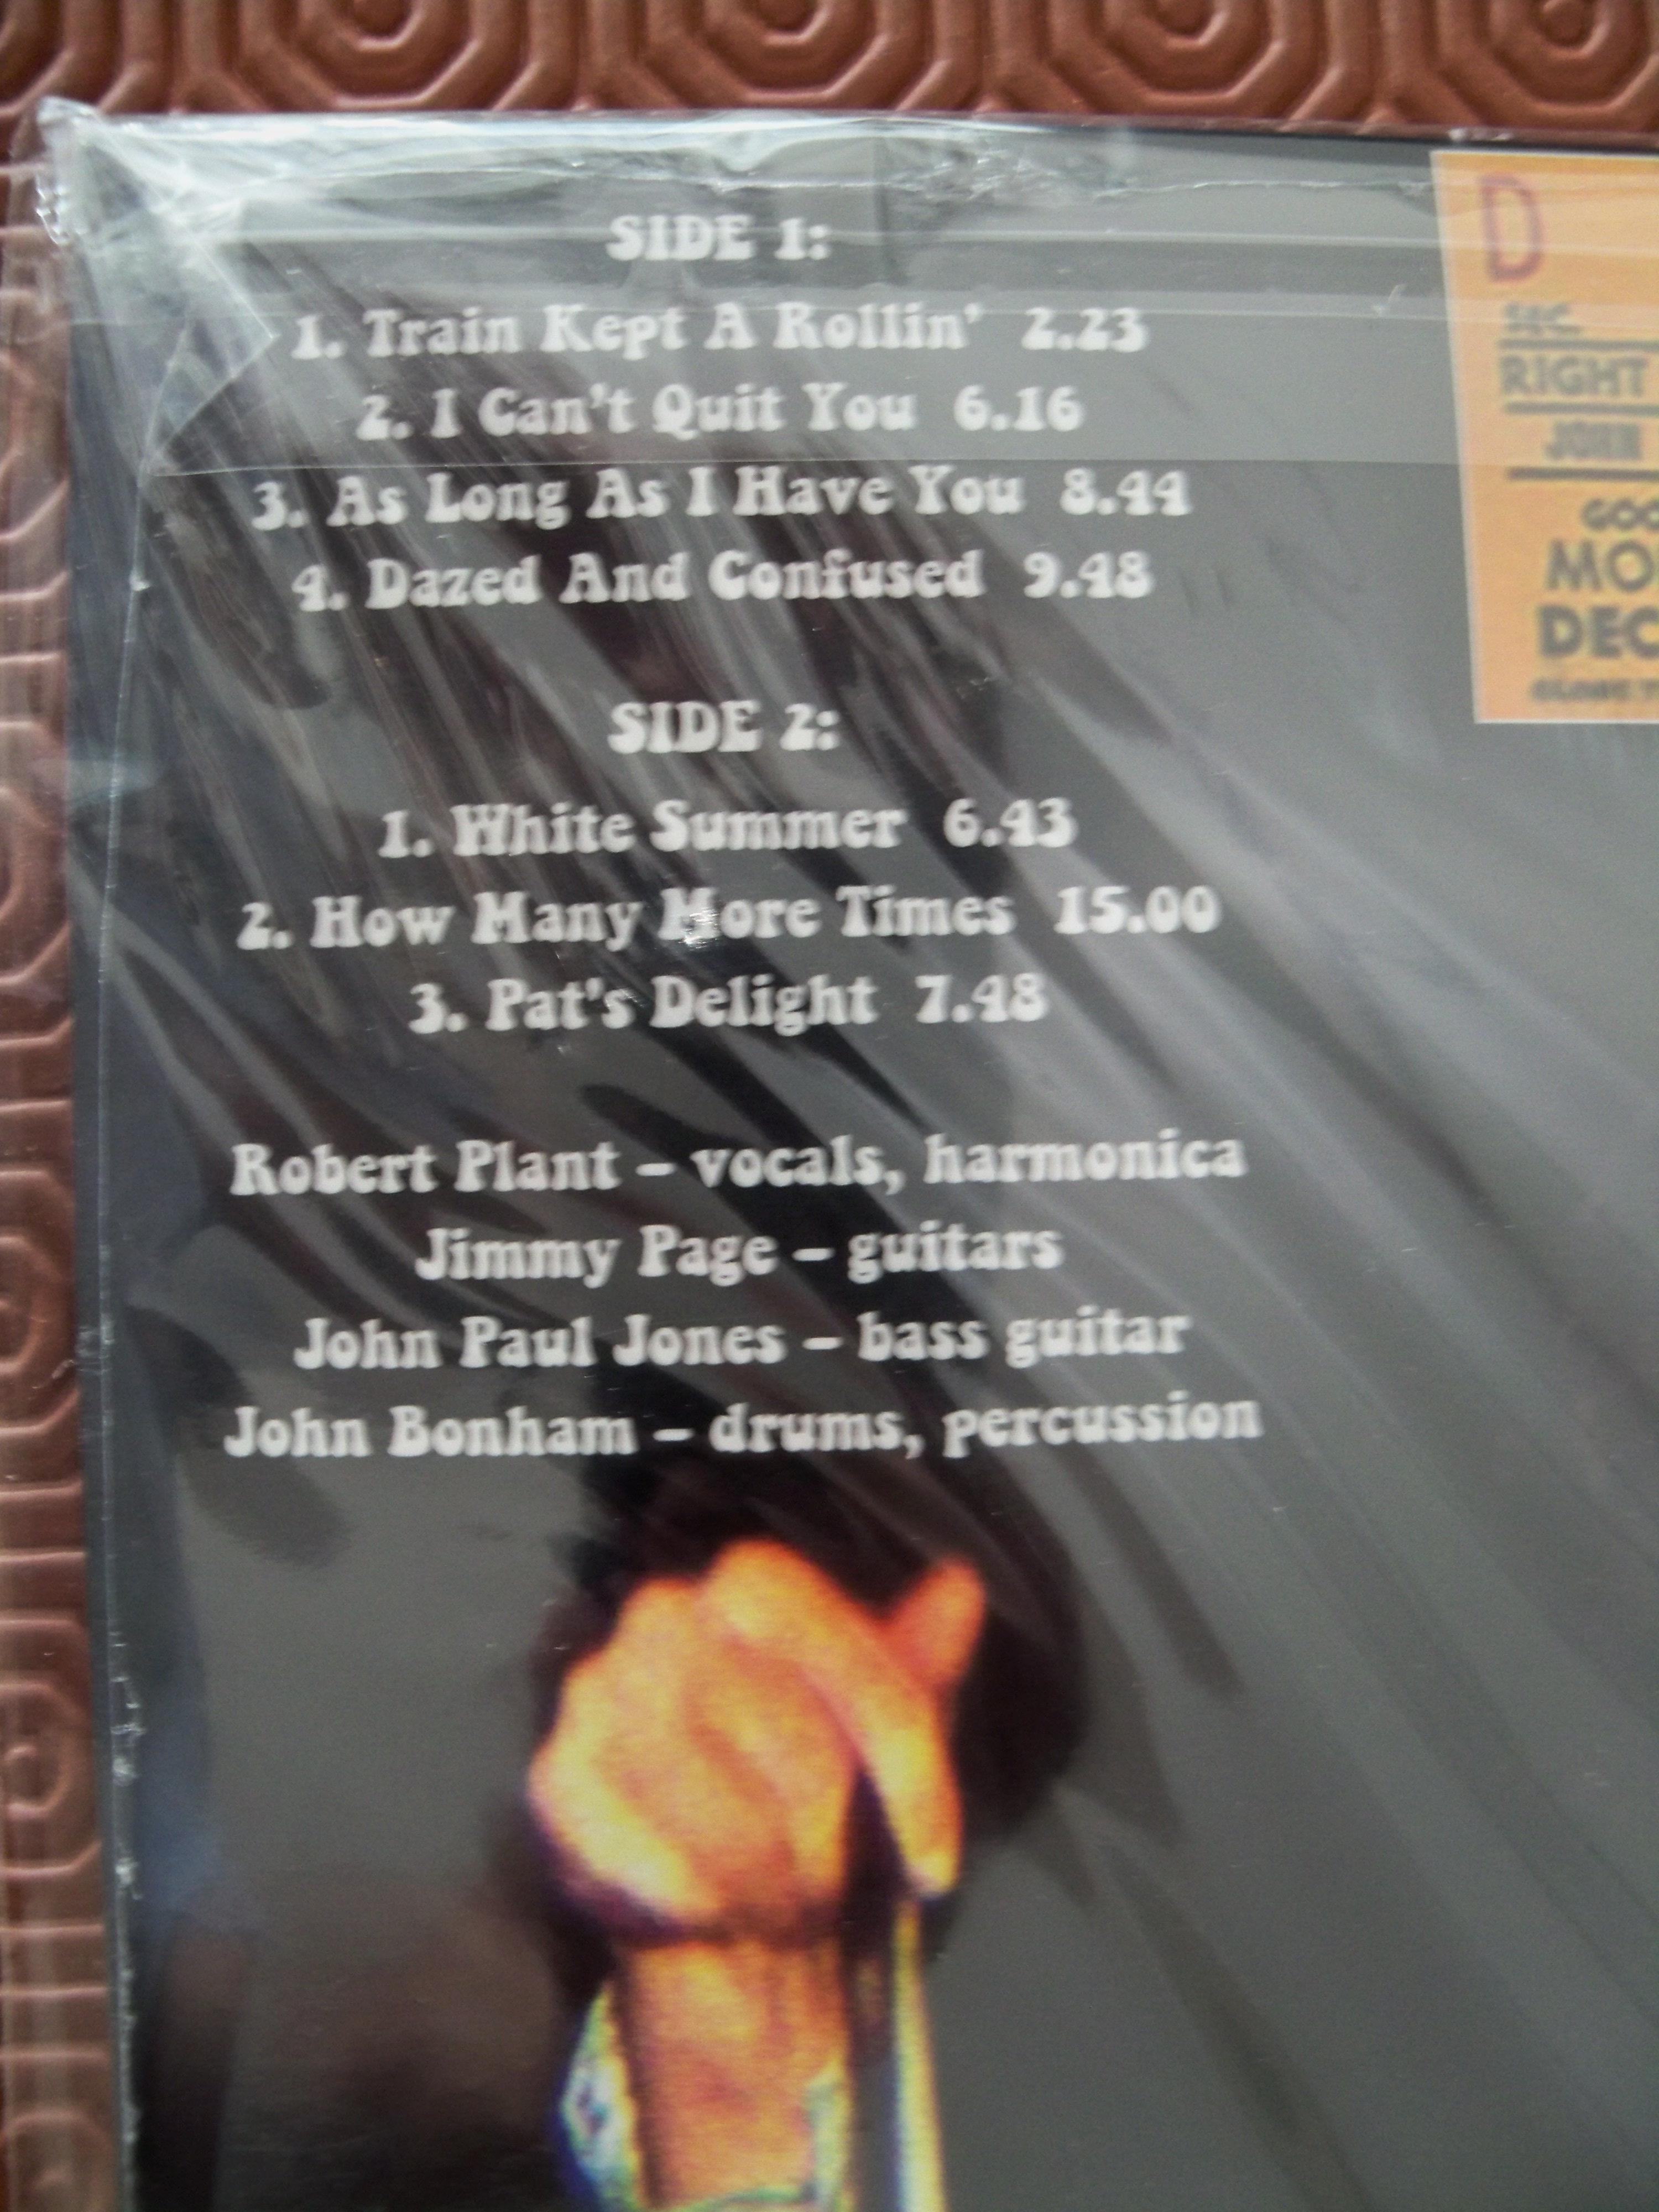 SIDE 1:
1. Train Kept A Rollin' 2.23
2. I Can't Quit You 6.16
3. As Long As I Have You 8.44
4. Dazed And Confused 9.48
SIDE 2:
1. White Summer 6.43
2. How Many More Times 15.00
3. Pat's Delight 7.48
Robert Plant – vocals, harmonica
Jimmy Page – guitars
John Paul Jones – bass guitar
John Bonham – drums, percussion
D
SEC.
RIGHT
JOHN
GOO
MO
DEC